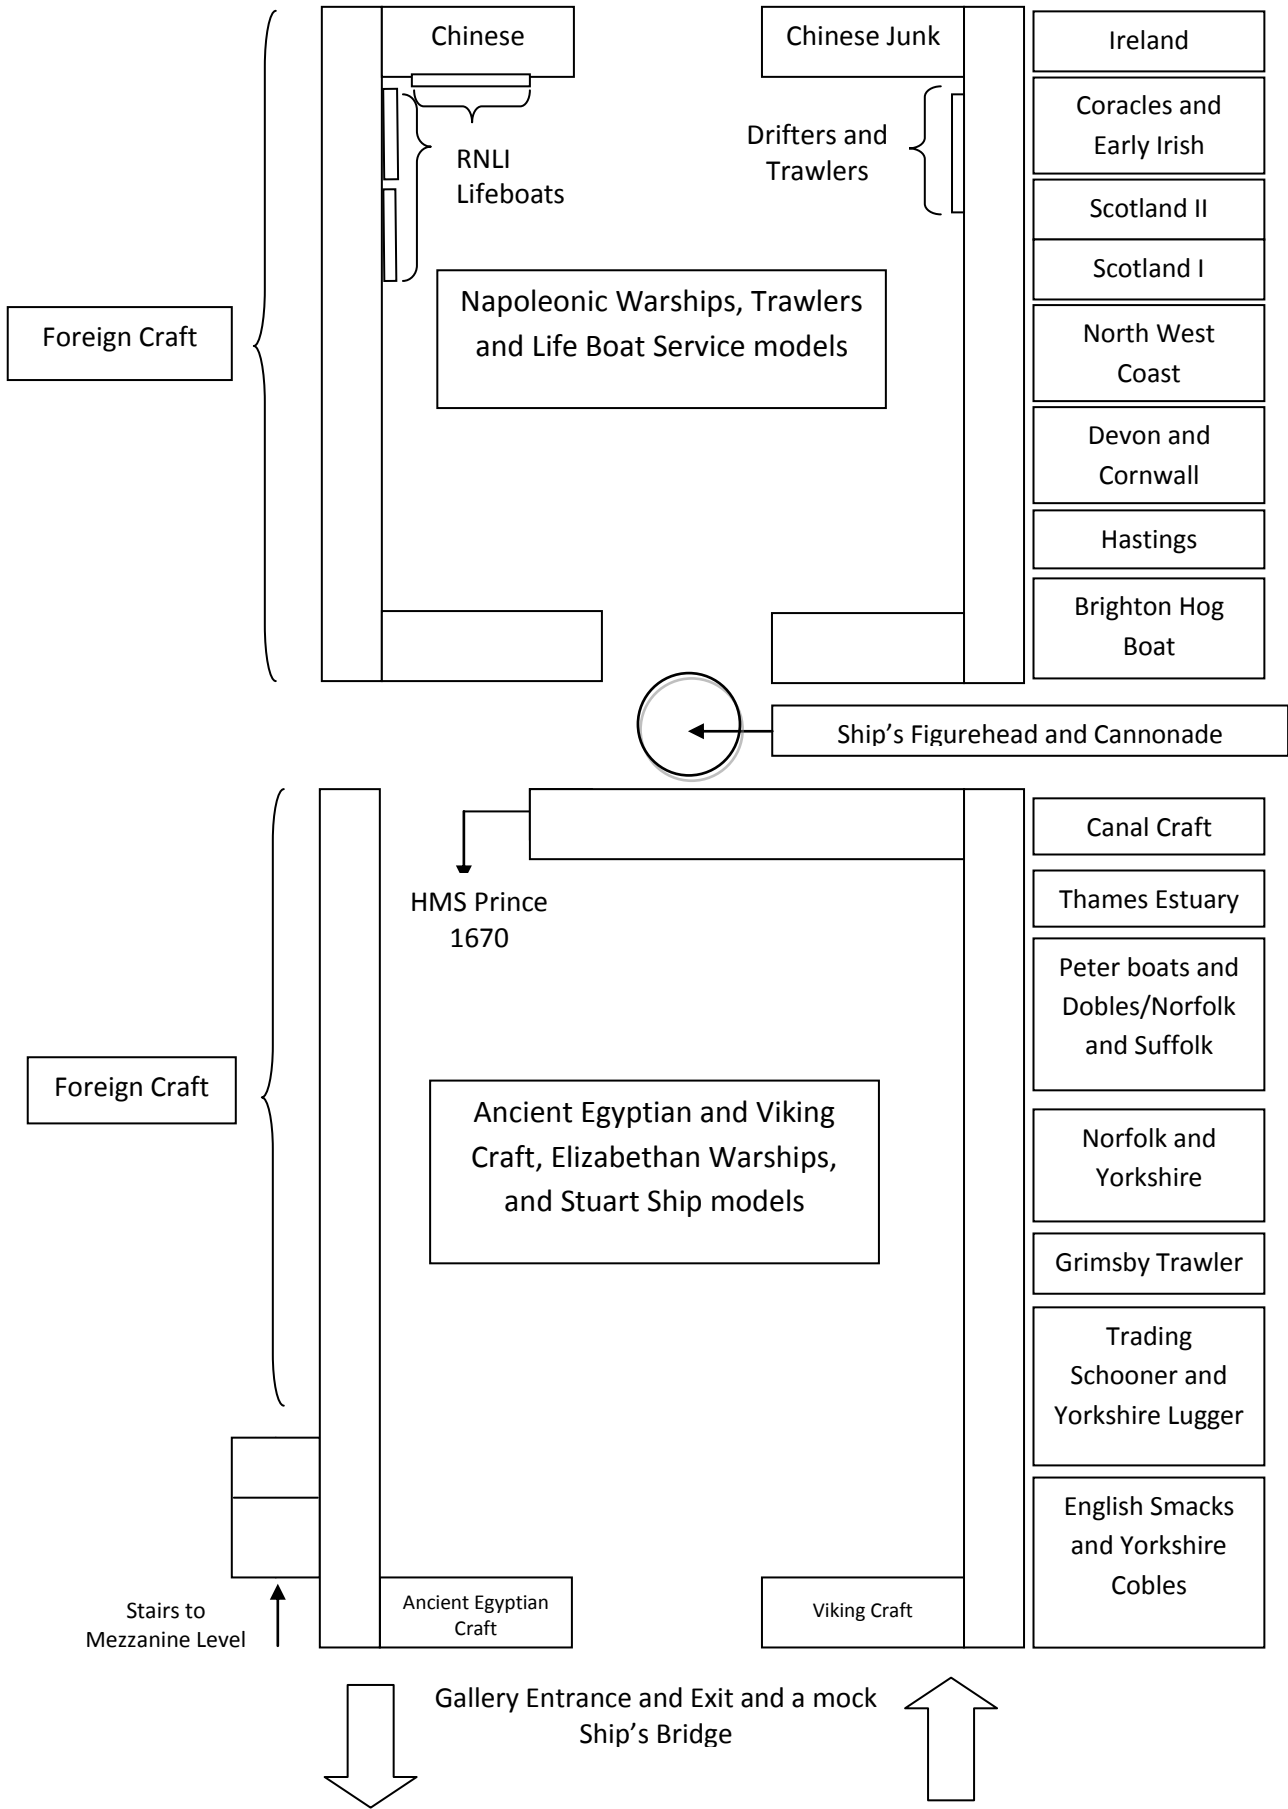 Chinese
Chinese Junk
Ireland
Coracles and
Early Irish
RNLI
Lifeboats
Drifters and
Trawlers
Scotland II
Scotland I
Foreign Craft
Napoleonic Warships, Trawlers
and Life Boat Service models
North West
Coast
Devon and
Cornwall
Hastings
Brighton Hog
Boat
Ship’s Figurehead and Cannonade
Canal Craft
HMS Prince
1670
Thames Estuary
Peter boats and
Dobles/Norfolk
and Suffolk
Foreign Craft
Ancient Egyptian and Viking
Craft, Elizabethan Warships,
and Stuart Ship models
Norfolk and
Yorkshire
Grimsby Trawler
Trading
Schooner and
Yorkshire Lugger
English Smacks
and Yorkshire
Cobles
Stairs to
Mezzanine Level
Ancient Egyptian
Craft
Viking Craft
Gallery Entrance and Exit and a mock
Ship’s Bridge